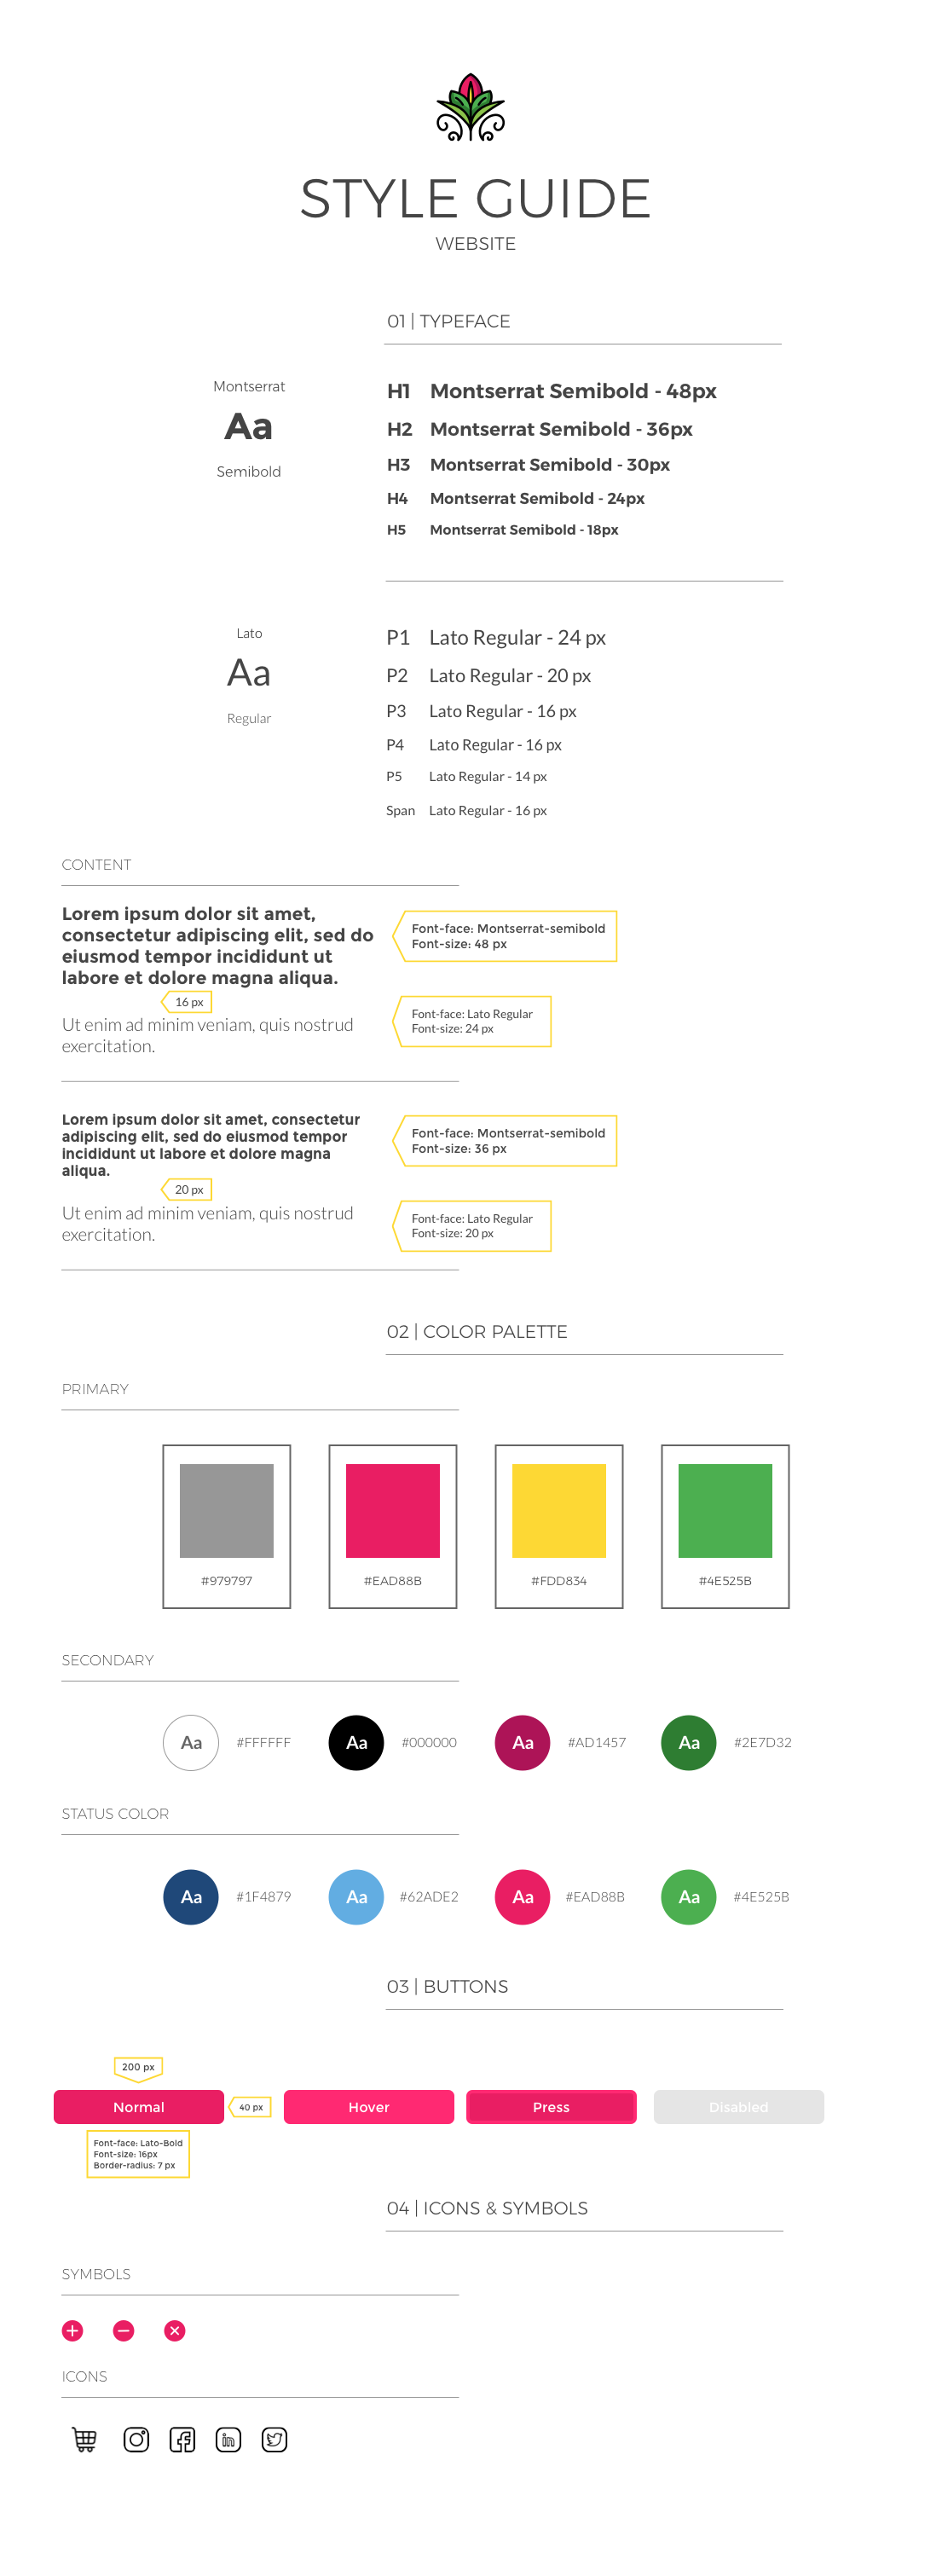 STYLE GUIDE
WEBSITE
01 | TYPEFACE
Montserrat
Aa
Semibold
H1 Montserrat Semibold - 48px
H2 Montserrat Semibold - 36px
H3 Montserrat Semibold - 30px
H4 Montserrat Semibold - 24px
H5 Montserrat Semibold - 18px
Lato
Aa
Regular
P1 Lato Regular - 24 px
P2 Lato Regular - 20 px
P3 Lato Regular - 16 px
P4 Lato Regular - 16 px
P5 Lato Regular - 14 px
Span Lato Regular - 16 px
CONTENT
Lorem ipsum dolor sit amet,
consectetur adipiscing elit, sed do
eiusmod tempor incididunt ut
labore et dolore magna aliqua.
Font-face: Montserrat-semibold
Font-size: 48 px
16 px
Ut enim ad minim veniam, quis nostrud
exercitation.
Font-face: Lato Regular
Font-size: 24 px
Lorem ipsum dolor sit amet, consectetur
adipiscing elit, sed do eiusmod tempor
incididunt ut labore et dolore magna
aliqua.
Font-face: Montserrat-semibold
Font-size: 36 px
20 px
Ut enim ad minim veniam, quis nostrud
exercitation.
Font-face: Lato Regular
Font-size: 20 px
02 | COLOR PALETTE
PRIMARY
#979797 #EAD88B #FDD834 #4E525B
SECONDARY
Aa #FFFFFF Aa #000000 Aa #AD1457 Aa #2E7D32
STATUS COLOR
Aa #1F4879 Aa #62ADE2 Aa #EAD88B Aa #4E525B
03 | BUTTONS
200 px
Normal 40 px Hover Press Disabled
Font-face: Lato-Bold
Font-size: 16px
Border-radius: 7 px
04 | ICONS & SYMBOLS
SYMBOLS
ICONS